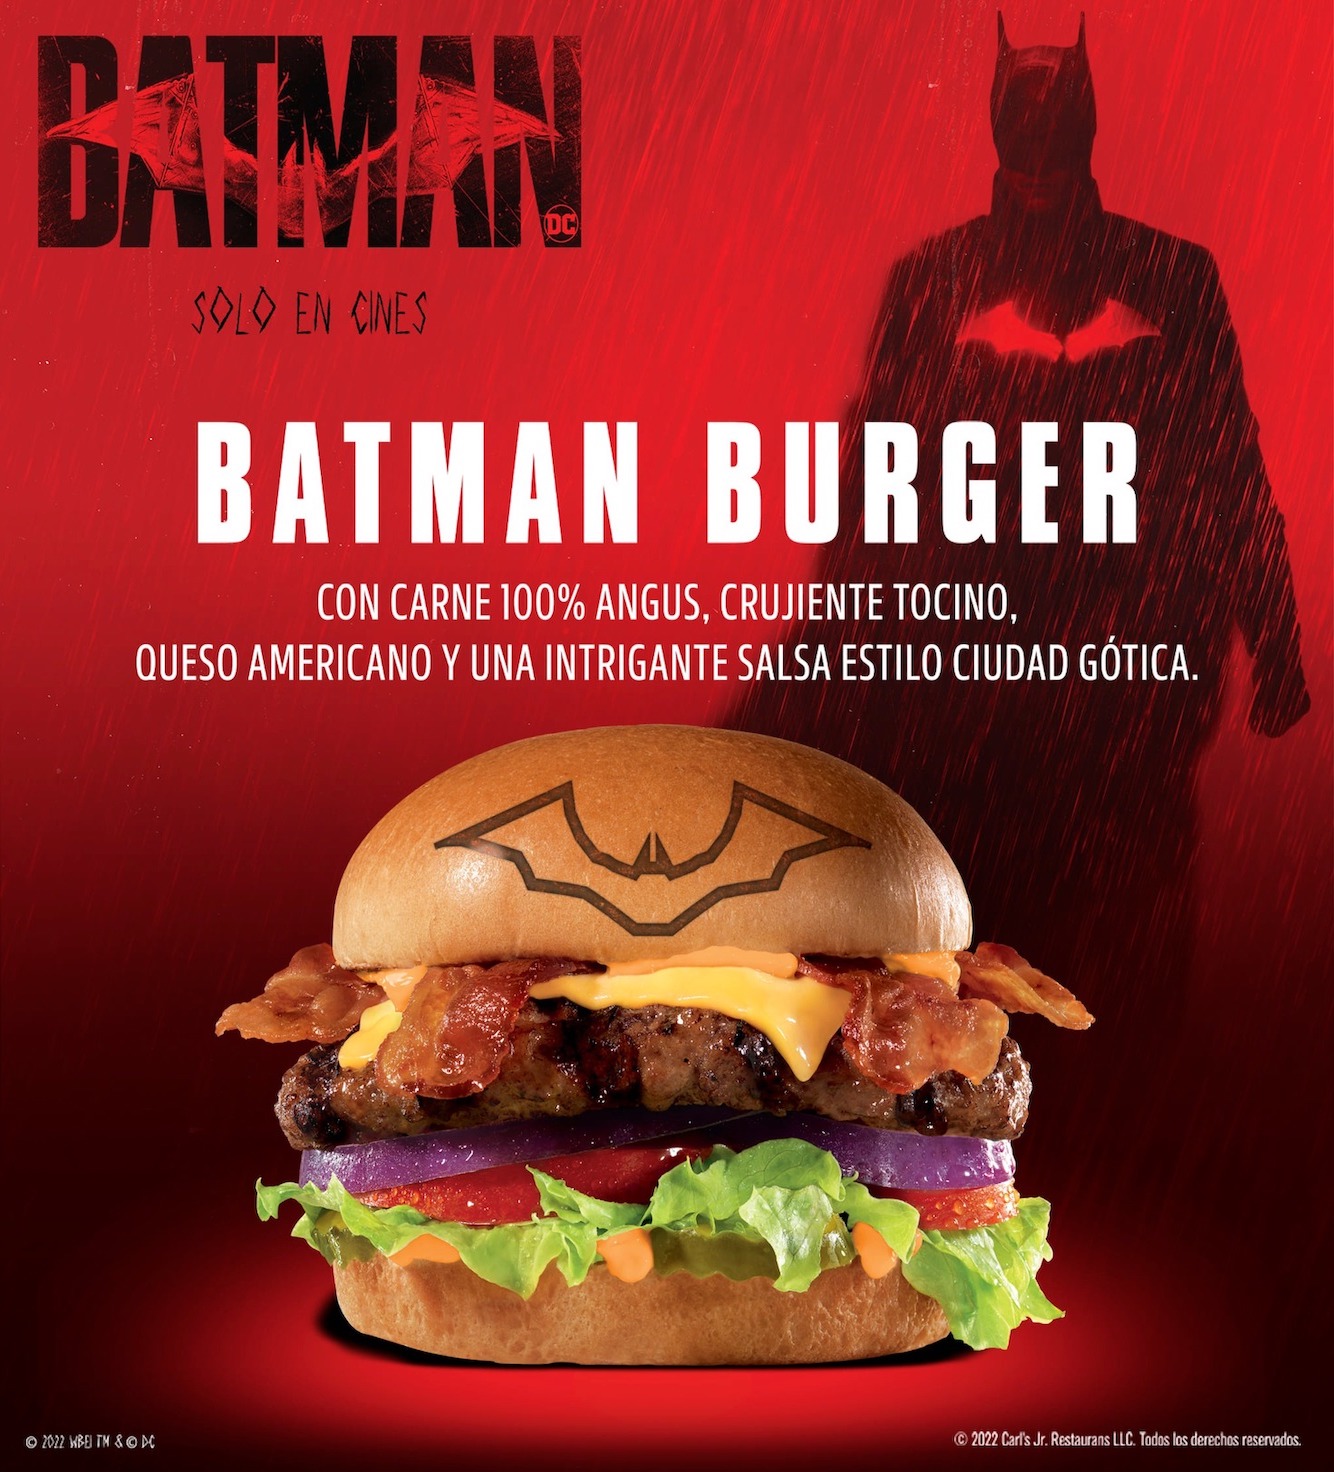 BATMAN
DC
SOLO EN CINES
BATMAN BURGER
CON CARNE 100% ANGUS, CRUJIENTE TOCINO,
QUESO AMERICANO Y UNA INTRIGANTE SALSA ESTILO CIUDAD GÓTICA.
© 2022 WBEI TM & © DC
© 2022 Carl's Jr. Restaurans LLC. Todos los derechos reservados.